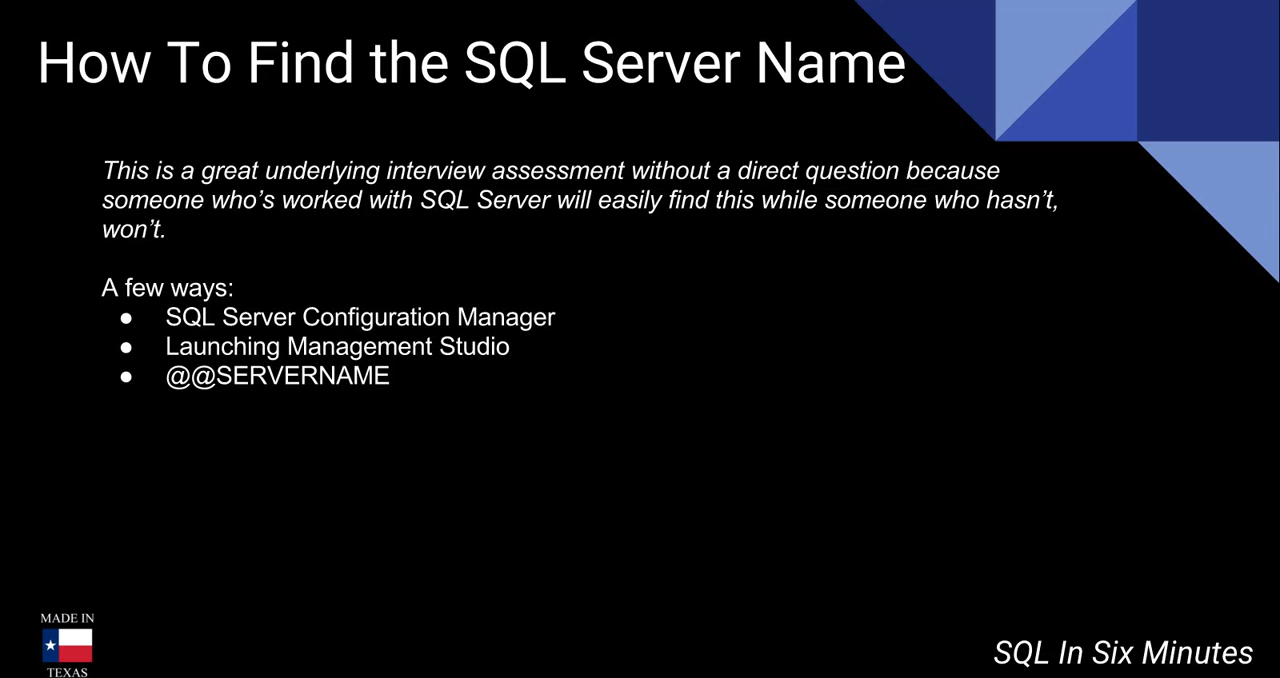 How To Find the SQL Server Name
This is a great underlying interview assessment without a direct question because
someone who's worked with SQL Server will easily find this while someone who hasn't,
won't.
A few ways:
● SQL Server Configuration Manager
● Launching Management Studio
● @@SERVERNAME
MADE IN
TEXAS
SQL In Six Minutes